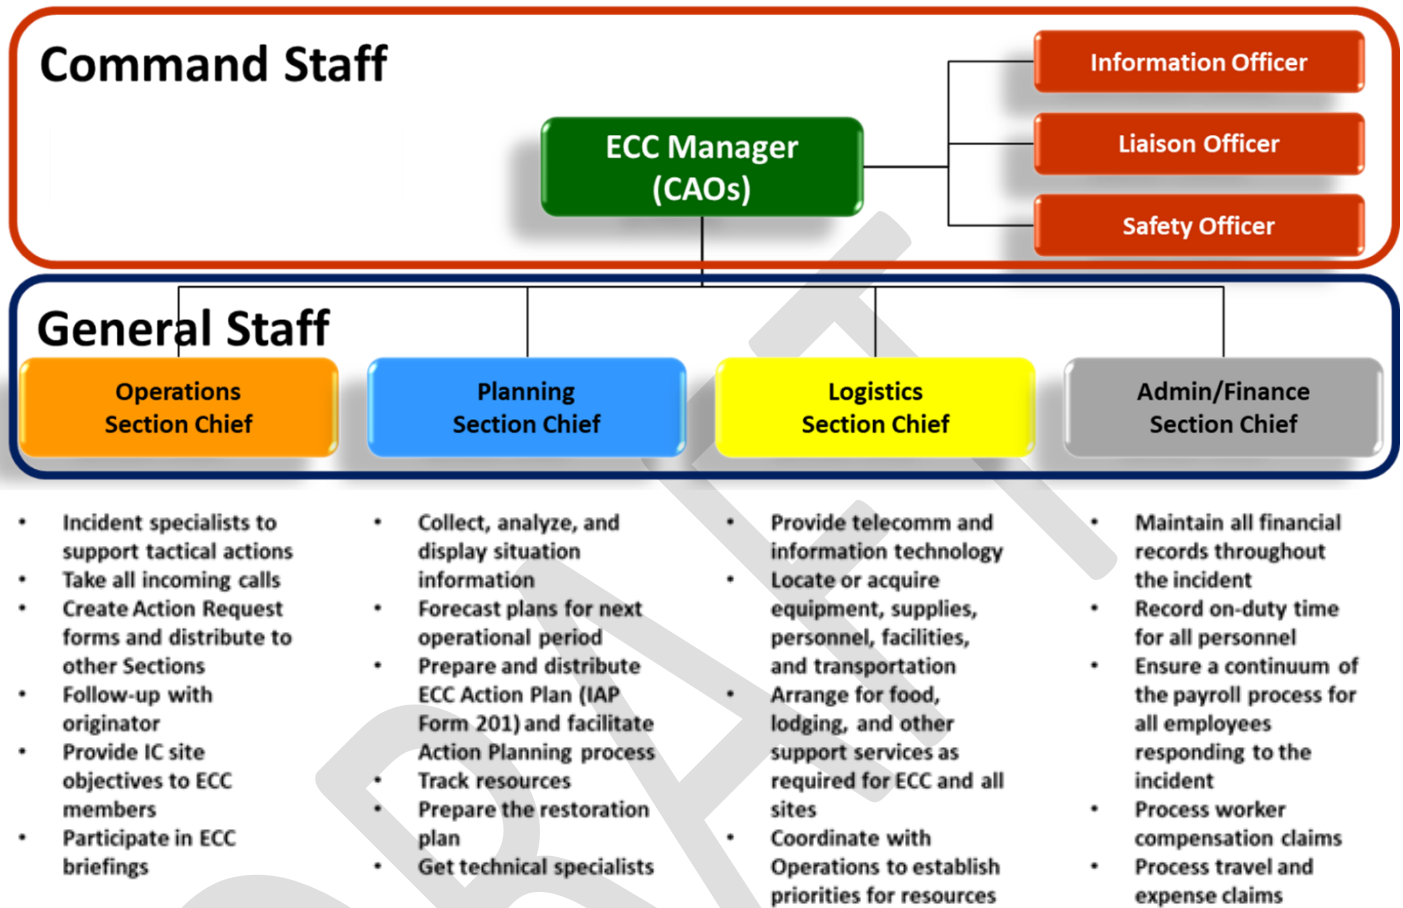 Command Staff
Information Officer
ECC Manager
(CAOs)
Liaison Officer
Safety Officer
General Staff
Operations
Section Chief
Planning
Section Chief
Logistics
Section Chief
Admin/Finance
Section Chief
• Incident specialists to
support tactical actions
• Take all incoming calls
• Create Action Request
forms and distribute to
other Sections
• Follow-up with
originator
• Provide IC site
objectives to ECC
members
• Participate in ECC
briefings
• Collect, analyze, and
display situation
information
• Forecast plans for next
operational period
• Prepare and distribute
ECC Action Plan (IAP
Form 201) and facilitate
Action Planning process
• Track resources
• Prepare the restoration
plan
• Get technical specialists
• Provide telecomm and
information technology
• Locate or acquire
equipment, supplies,
personnel, facilities,
and transportation
• Arrange for food,
lodging, and other
support services as
required for ECC and all
sites
• Coordinate with
Operations to establish
priorities for resources
• Maintain all financial
records throughout
the incident
• Record on-duty time
for all personnel
• Ensure a continuum of
the payroll process for
all employees
responding to the
incident
• Process worker
compensation claims
• Process travel and
expense claims
DRAFT